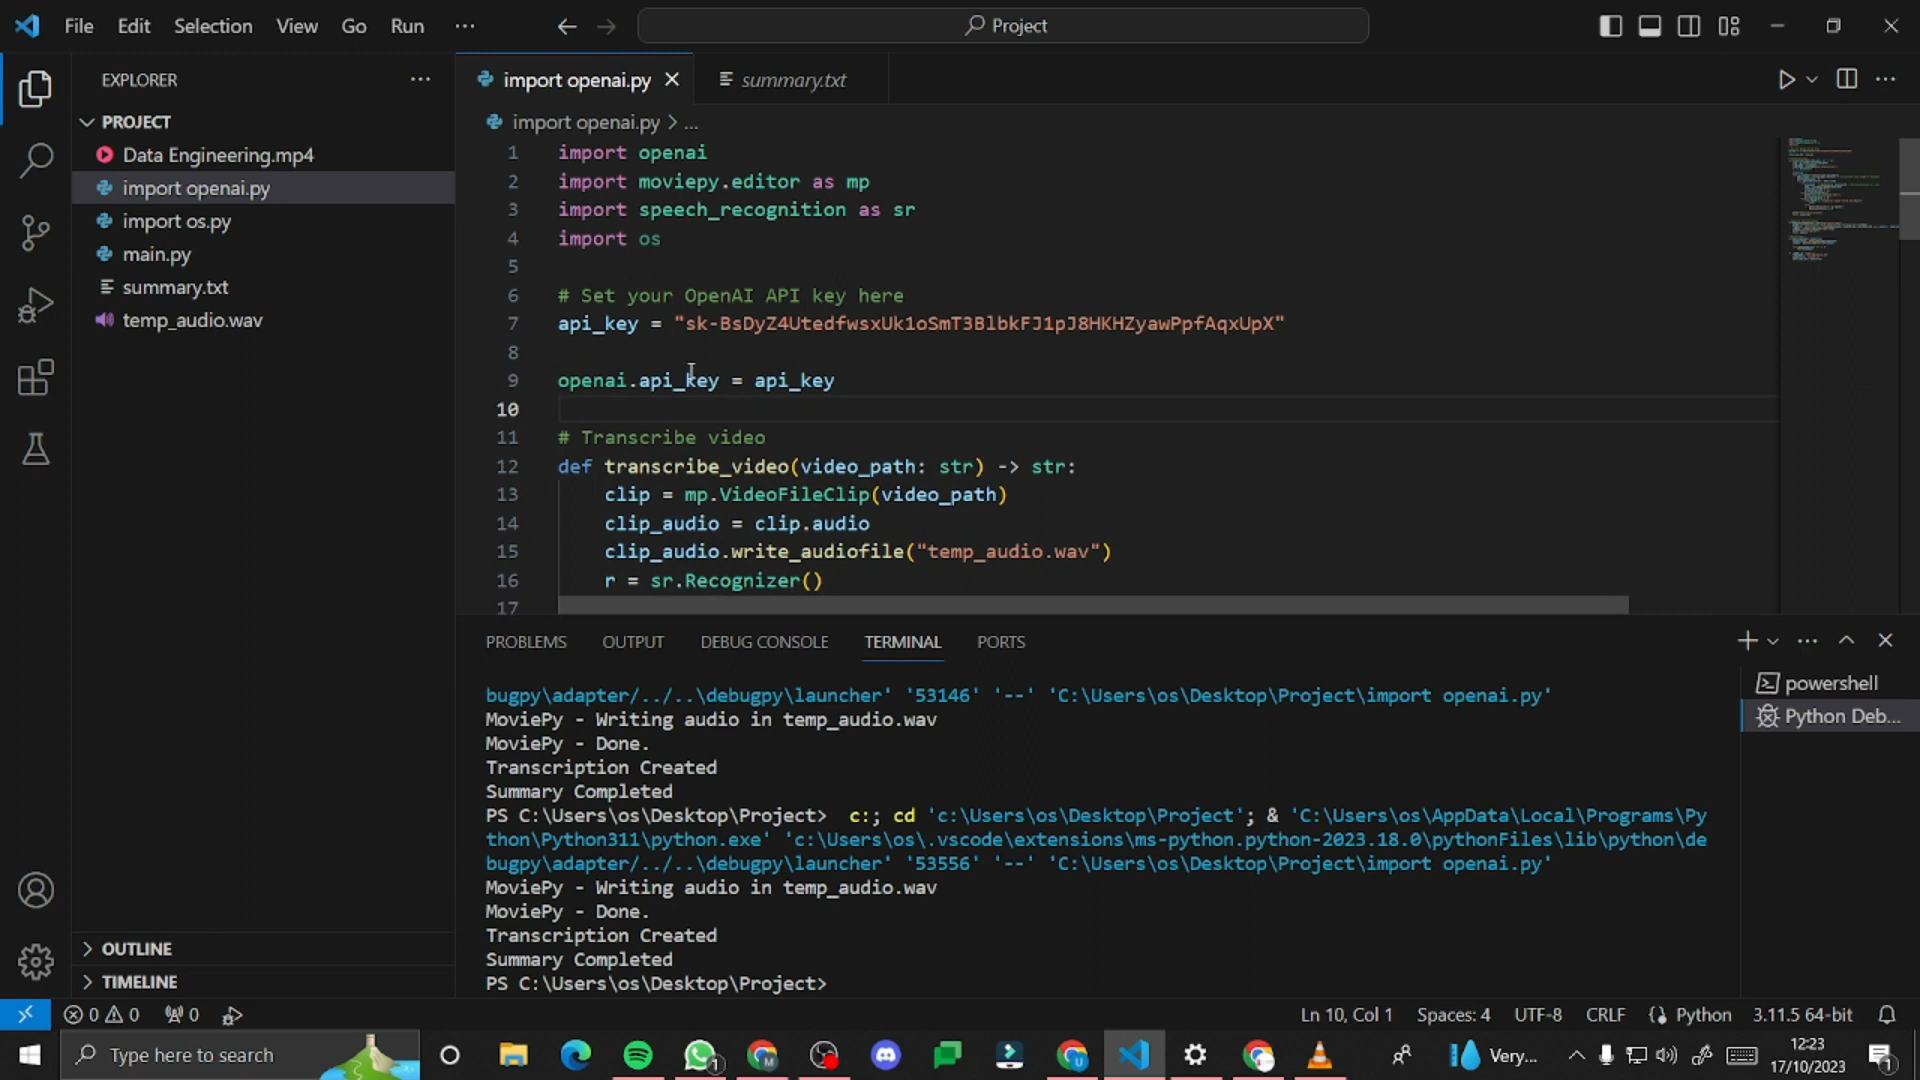 File Edit Selection View Go Run ···
Project
EXPLORER
PROJECT
Data Engineering.mp4
import openai.py
import os.py
main.py
summary.txt
temp_audio.wav
OUTLINE
TIMELINE
import openai.py
summary.txt
import openai.py > ...
1 import openai
2 import moviepy.editor as mp
3 import speech_recognition as sr
4 import os
5
6 # Set your OpenAI API key here
7 api_key = "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"
8
9 openai.api_key = api_key
10
11 # Transcribe video
12 def transcribe_video(video_path: str) -> str:
13 clip = mp.VideoFileClip(video_path)
14 clip_audio = clip.audio
15 clip_audio.write_audiofile("temp_audio.wav")
16 r = sr.Recognizer()
17
PROBLEMS OUTPUT DEBUG CONSOLE TERMINAL PORTS
bugpy\adapter/../..\debugpy\launcher' '53146' '--' 'C:\Users\os\Desktop\Project\import openai.py'
MoviePy - Writing audio in temp_audio.wav
MoviePy - Done.
Transcription Created
Summary Completed
PS C:\Users\os\Desktop\Project> c:; cd 'c:\Users\os\Desktop\Project'; & 'C:\Users\os\AppData\Local\Programs\Py
thon\Python311\python.exe' 'c:\Users\os\.vscode\extensions\ms-python.python-2023.18.0\pythonFiles\lib\python\de
bugpy\adapter/../..\debugpy\launcher' '53556' '--' 'C:\Users\os\Desktop\Project\import openai.py'
MoviePy - Writing audio in temp_audio.wav
MoviePy - Done.
Transcription Created
Summary Completed
PS C:\Users\os\Desktop\Project>
powershell
Python Deb...
0 0 0
Ln 10, Col 1 Spaces: 4 UTF-8 CRLF Python 3.11.5 64-bit
Type here to search
Very...
12:23
17/10/2023